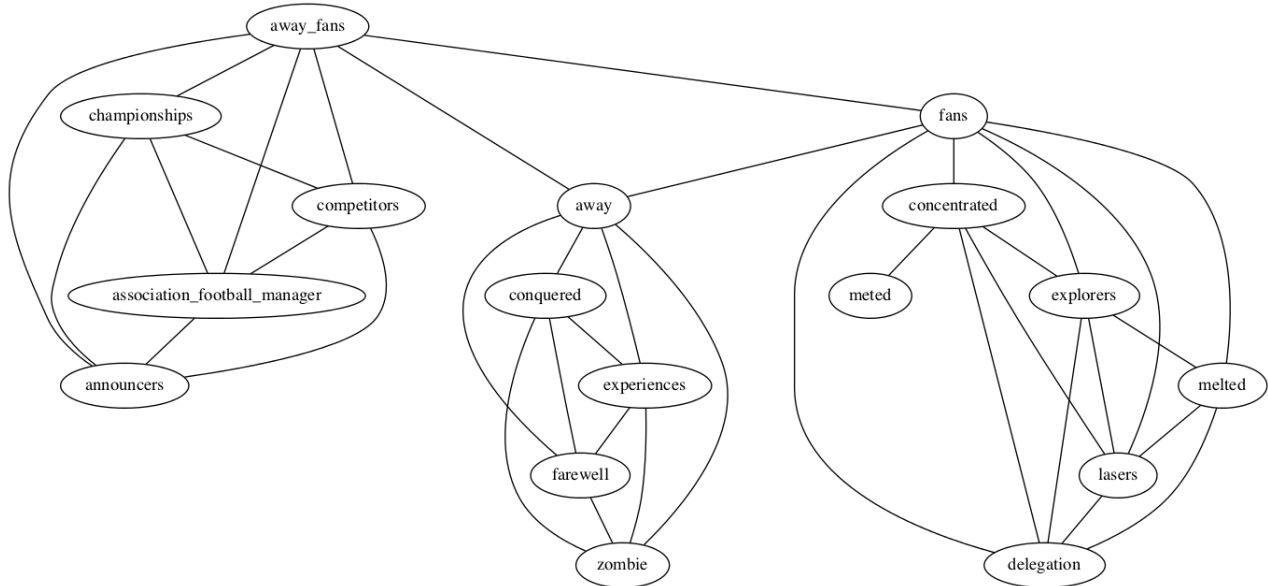 away_fans
championships
fans
competitors
away
concentrated
association_football_manager
conquered
meted
explorers
announcers
experiences
melted
farewell
lasers
zombie
delegation